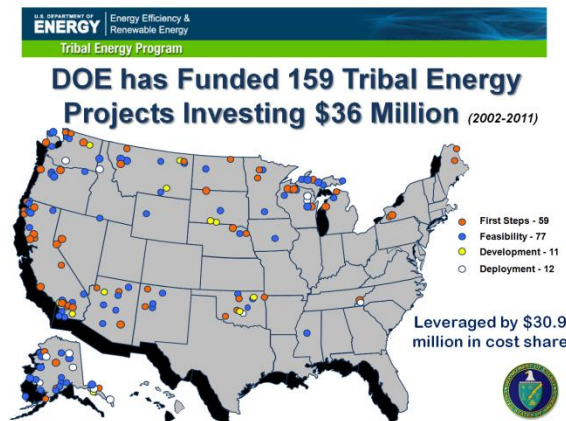 U.S. DEPARTMENT OF
ENERGY
Energy Efficiency &
Renewable Energy
Tribal Energy Program
DOE has Funded 159 Tribal Energy
Projects Investing $36 Million (2002-2011)
First Steps - 59
Feasibility - 77
Development - 11
Deployment - 12
Leveraged by $30.9
million in cost share